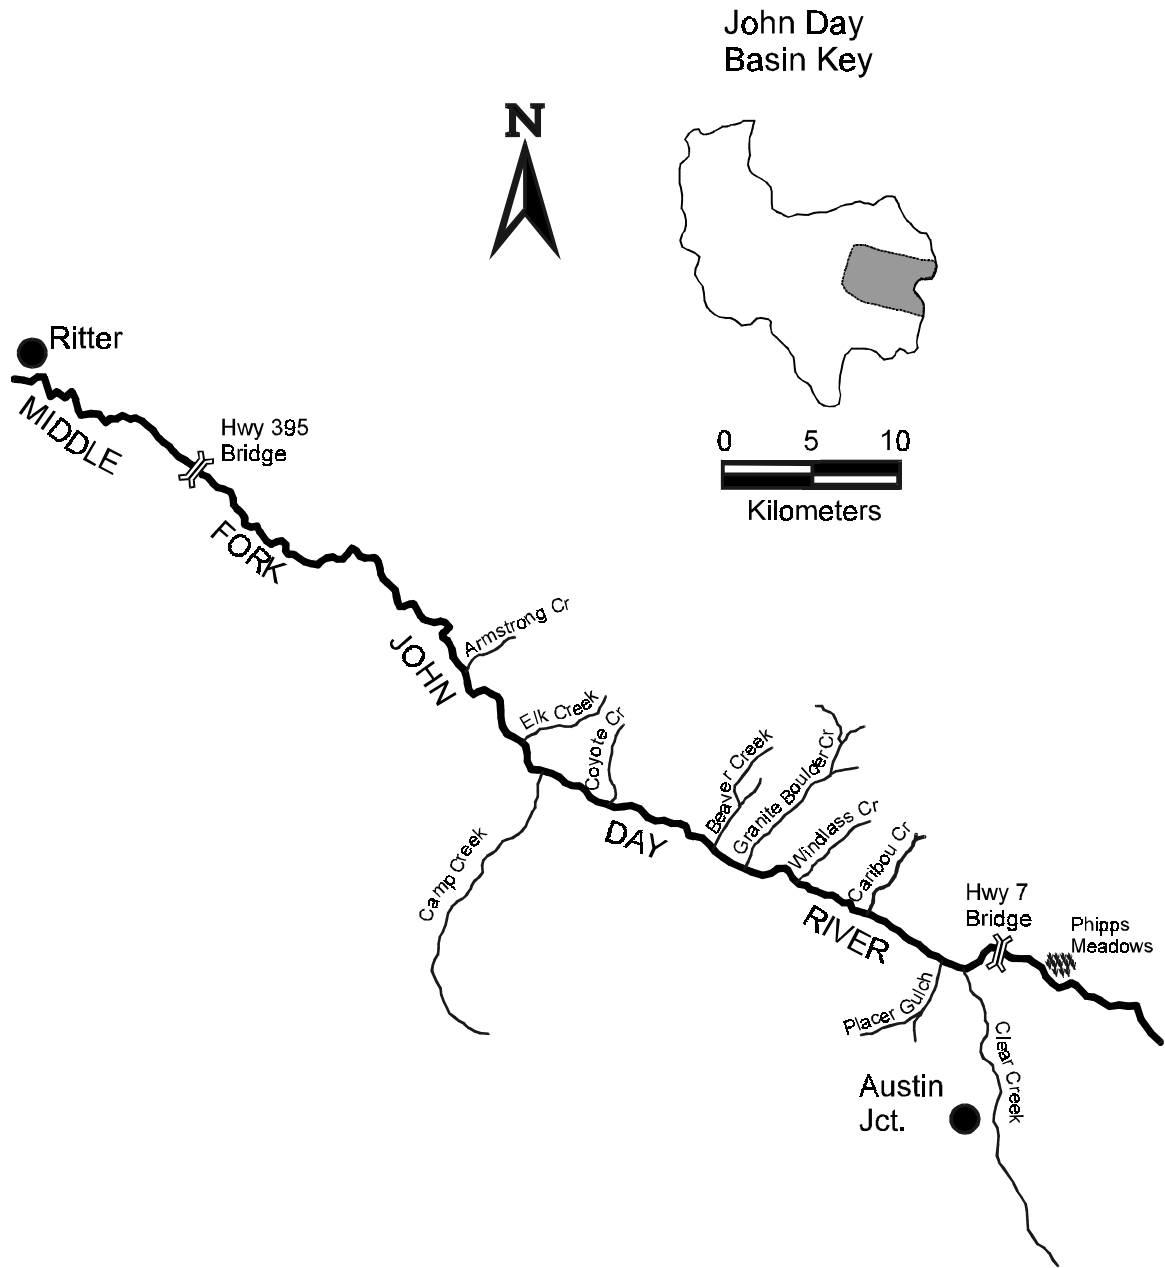 John Day
Basin Key
N
Ritter
Hwy 395
Bridge
0 5 10
Kilometers
MIDDLE
FORK
JOHN
DAY
RIVER
Armstrong Cr
Elk Creek
Coyote Cr
Beaver Creek
Granite Boulder Cr
Windlass Cr
Caribou Cr
Camp Creek
Hwy 7
Bridge
Phipps
Meadows
Placer Gulch
Clear Creek
Austin
Jct.